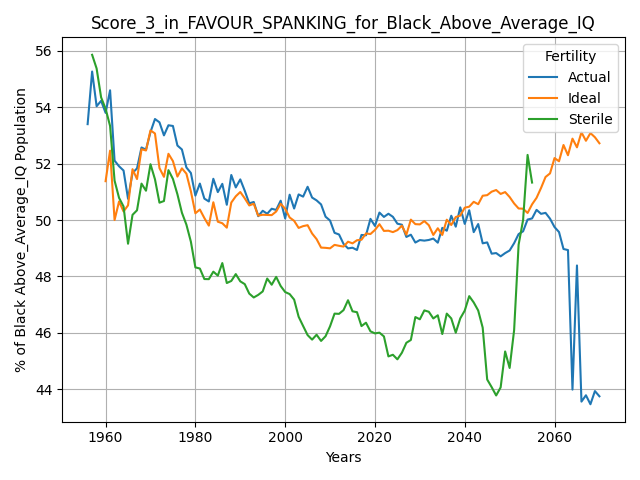 Score_3_in_FAVOUR_SPANKING_for_Black_Above_Average_IQ
% of Black Above_Average_IQ Population
56
54
52
50
48
46
44
Fertility
Actual
Ideal
Sterile
1960 1980 2000 2020 2040 2060
Years